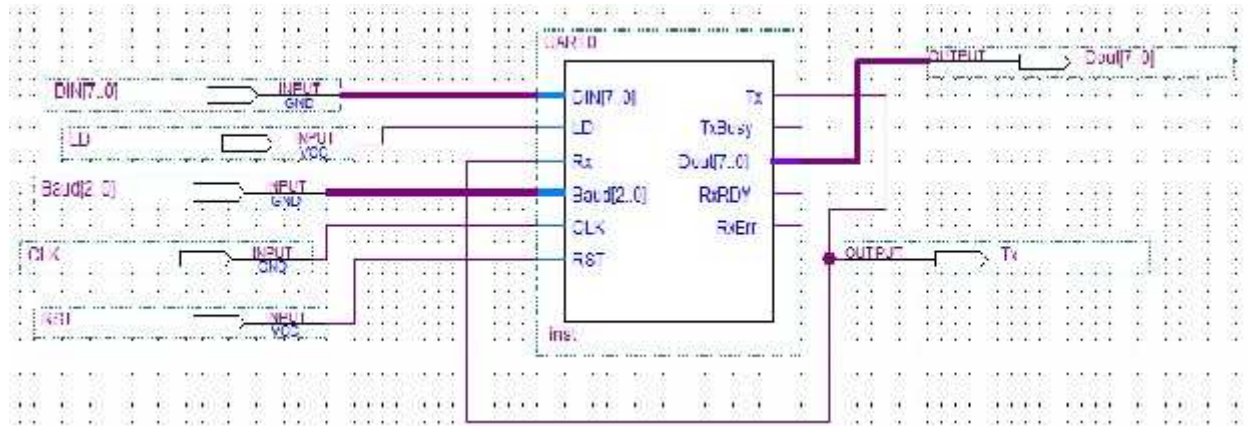 UART0
OUTPUT
Dout[7..0]
DIN[7..0]
INPUT
GND
DIN[7..0]
Tx
LD
INPUT
VCC
LD
TxBusy
Rx
Dout[7..0]
Baud[2..0]
INPUT
GND
Baud[2..0]
RxRDY
CLK
RxErr
CLK
INPUT
GND
RST
OUTPUT
Tx
RST
INPUT
VCC
inst